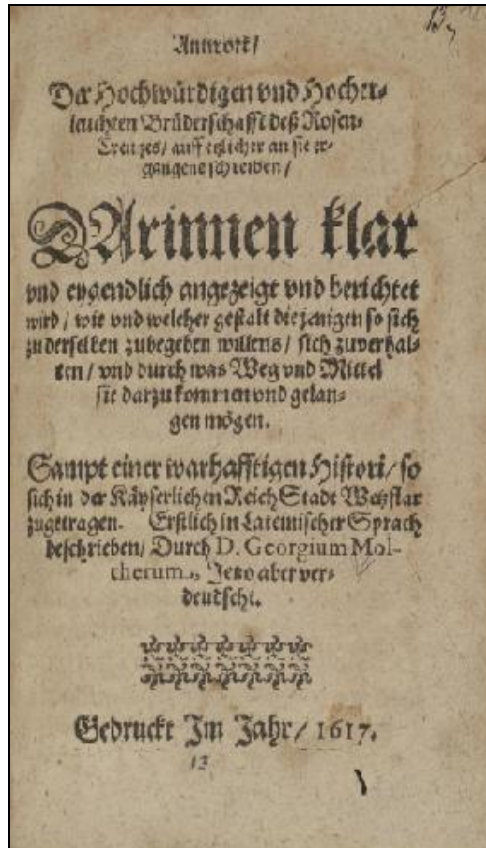 13
Antwort/
Der Hochwürdigen vnd Hocher-
leuchten Brüderschafft deß Rosen-
Creutzes/ auff etzlicher an sie er-
gangene schreiben/
DArinnen klar
vnd eygendlich angezeigt vnd berichtet
wird/ wie vnd welcher gestalt diejenigen so sich
zu derselben zubegeben willens/ sich zuverhal-
ten/ vnd durch was Weg vnd Mittel
sie darzu kommen vnd gelan-
gen mögen.
Sampt einer warhafftigen Histori/ so
sich in der Käyserlichen Reich Stadt Wetzflar
zugetragen. Erstlich in Lateinischer Sprach
beschrieben/ Durch D. Georgium Mol-
therum., Jetzo aber ver-
deutscht.
Gedruckt Im Jahr/ 1617.
13